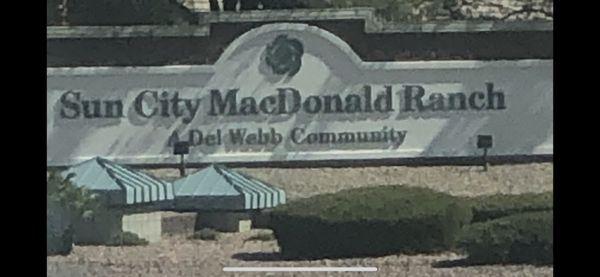 Sun City MacDonald Ranch
A Del Webb Community